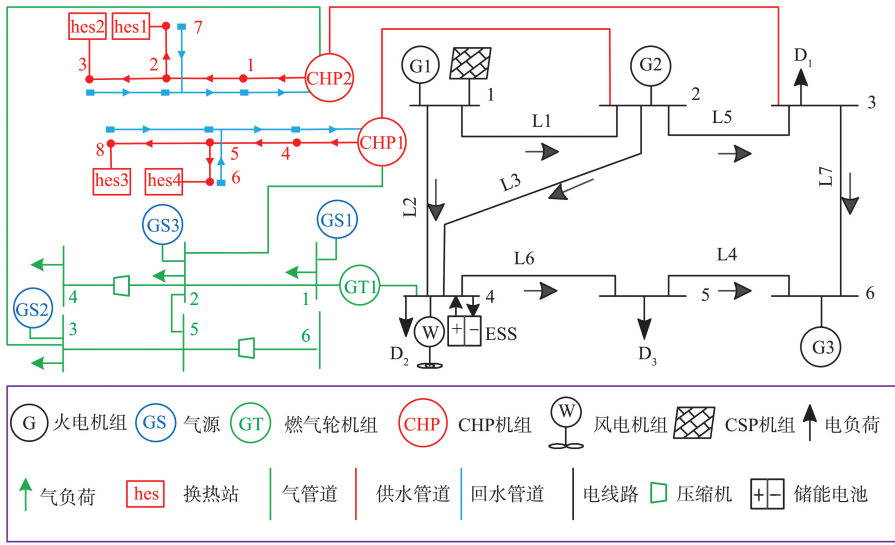 hes2 hes1 7
3 2 1 CHP2
8 5 4 CHP1
hes3 hes4 6
G1 G2 D1
1 2 3
L1 L5
L2 L3 L7
GS3 GS1
L6 L4
4 2 1 GT1 4 5 6
GS2 3 5 6
D2 W + − ESS D3 G3
G 火电机组 GS 气源 GT 燃气轮机组 CHP CHP机组 W 风电机组 CSP机组 电负荷
气负荷 hes 换热站 气管道 供水管道 回水管道 电线路 压缩机 + − 储能电池